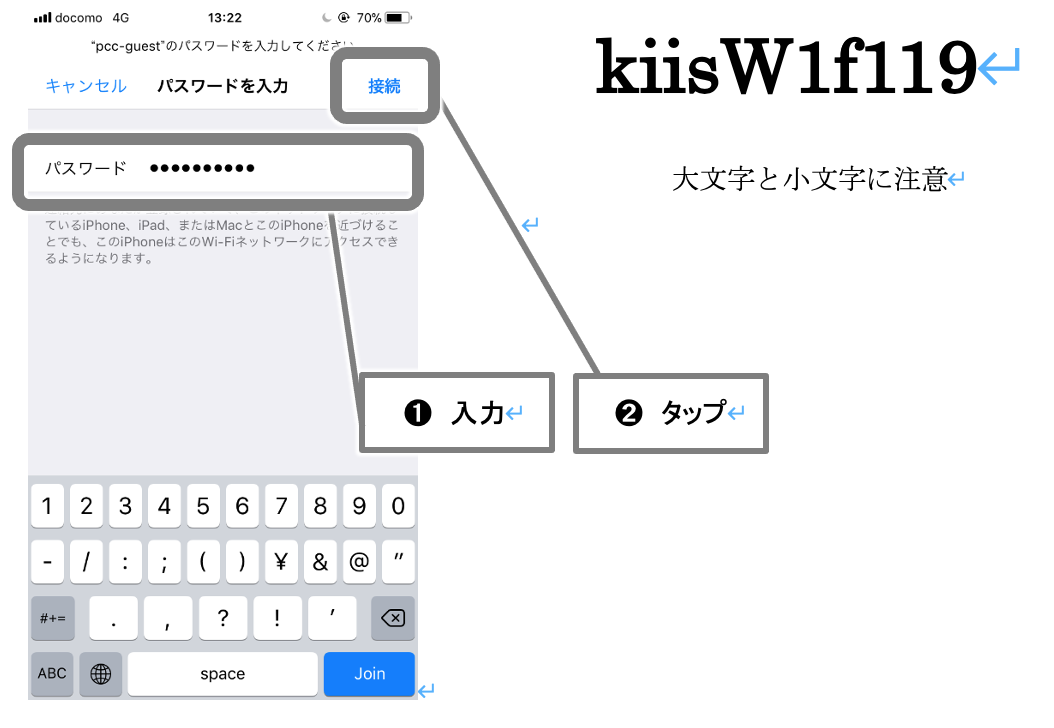 docomo 4G 13:22 70%
“pcc-guest”のパスワードを入力してください
キャンセル パスワードを入力 接続
パスワード ●●●●●●●●●●
ているiPhone、iPad、またはMacとこのiPhoneを近づけるこ
とでも、このiPhoneはこのWi-Fiネットワークにアクセスでき
るようになります。
kiisW1f119↵
大文字と小文字に注意↵
↵
❶ 入力↵
❷ タップ↵
1 2 3 4 5 6 7 8 9 0
- / : ; ( ) ¥ & @ "
#+= . , ? ! ’
ABC space Join
↵